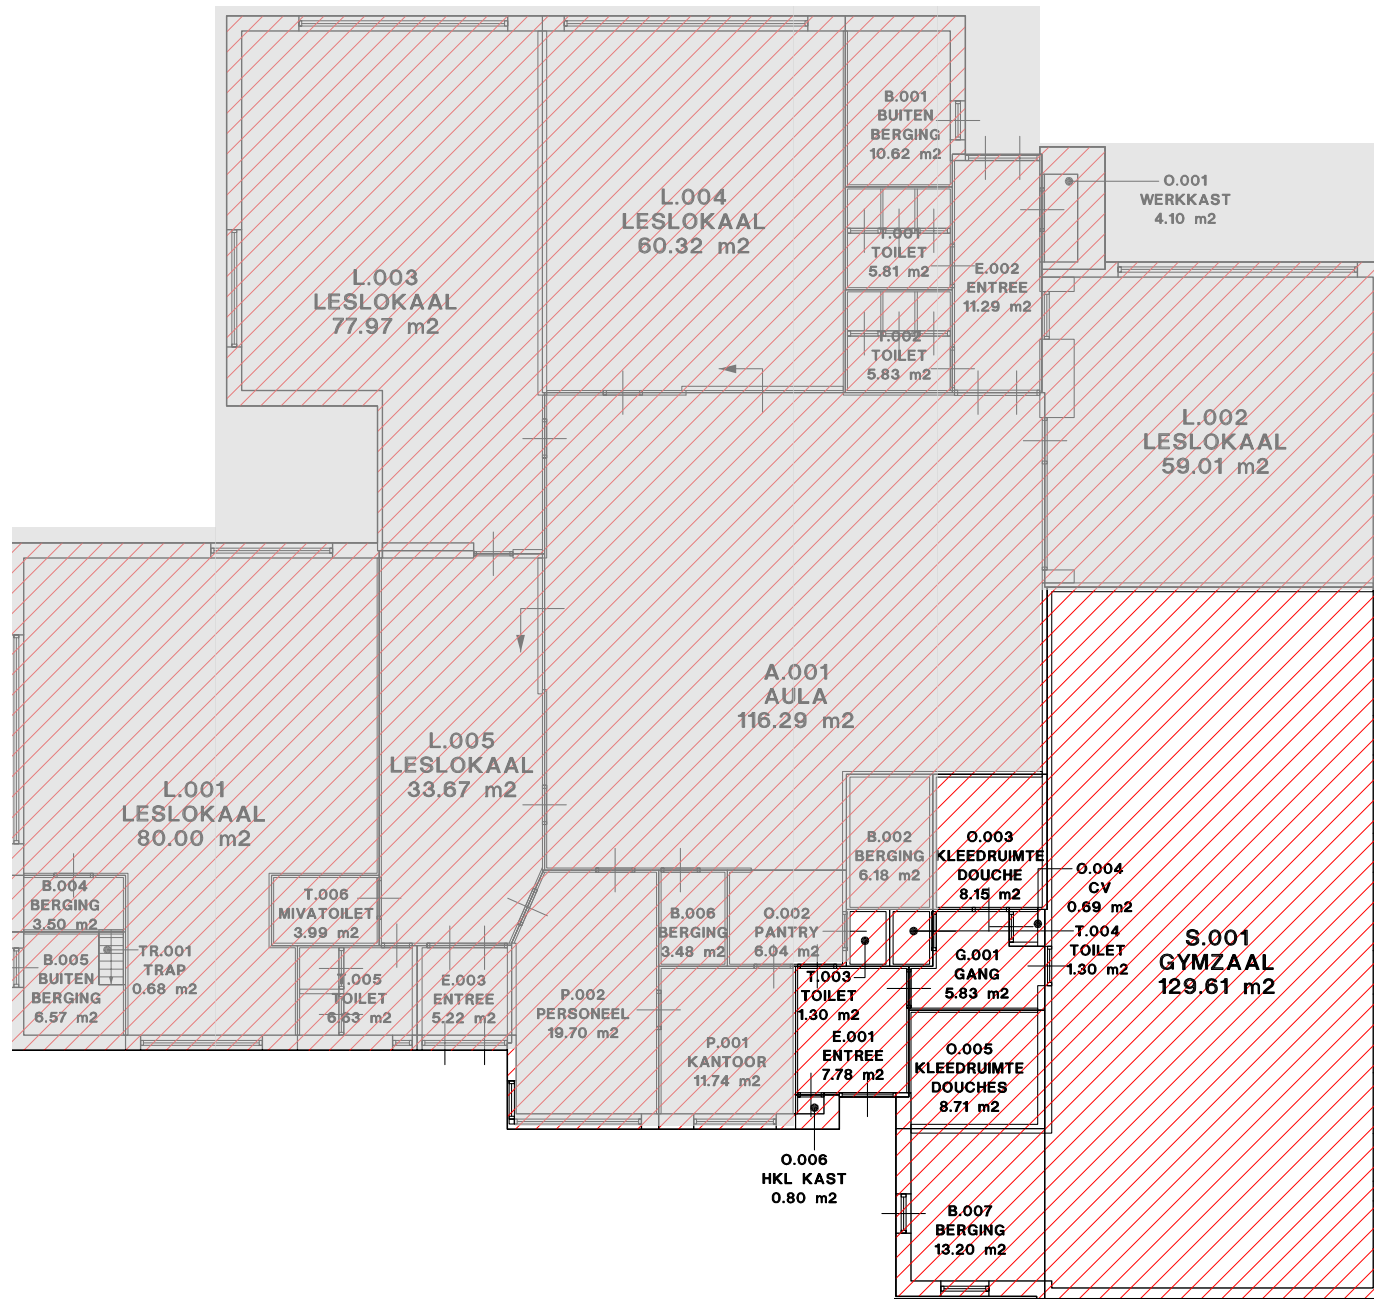 B.001
BUITEN
BERGING
10.62 m2
O.001
WERKKAST
4.10 m2
L.004
LESLOKAAL
60.32 m2
T.001
TOILET
5.81 m2
E.002
ENTREE
11.29 m2
L.003
LESLOKAAL
77.97 m2
T.002
TOILET
5.83 m2
L.002
LESLOKAAL
59.01 m2
A.001
AULA
116.29 m2
L.005
LESLOKAAL
33.67 m2
L.001
LESLOKAAL
80.00 m2
B.002
BERGING
6.18 m2
O.003
KLEEDRUIMTE
DOUCHE
8.15 m2
O.004
CV
0.69 m2
B.004
BERGING
3.50 m2
T.006
MIVATOILET
3.99 m2
B.006
BERGING
3.48 m2
O.002
PANTRY
6.04 m2
T.004
TOILET
1.30 m2
S.001
GYMZAAL
129.61 m2
TR.001
TRAP
0.68 m2
B.005
BUITEN
BERGING
6.57 m2
G.001
GANG
5.83 m2
T.005
TOILET
6.63 m2
E.003
ENTREE
5.22 m2
P.002
PERSONEEL
19.70 m2
T.003
TOILET
1.30 m2
E.001
ENTREE
7.78 m2
P.001
KANTOOR
11.74 m2
O.005
KLEEDRUIMTE
DOUCHES
8.71 m2
O.006
HKL KAST
0.80 m2
B.007
BERGING
13.20 m2